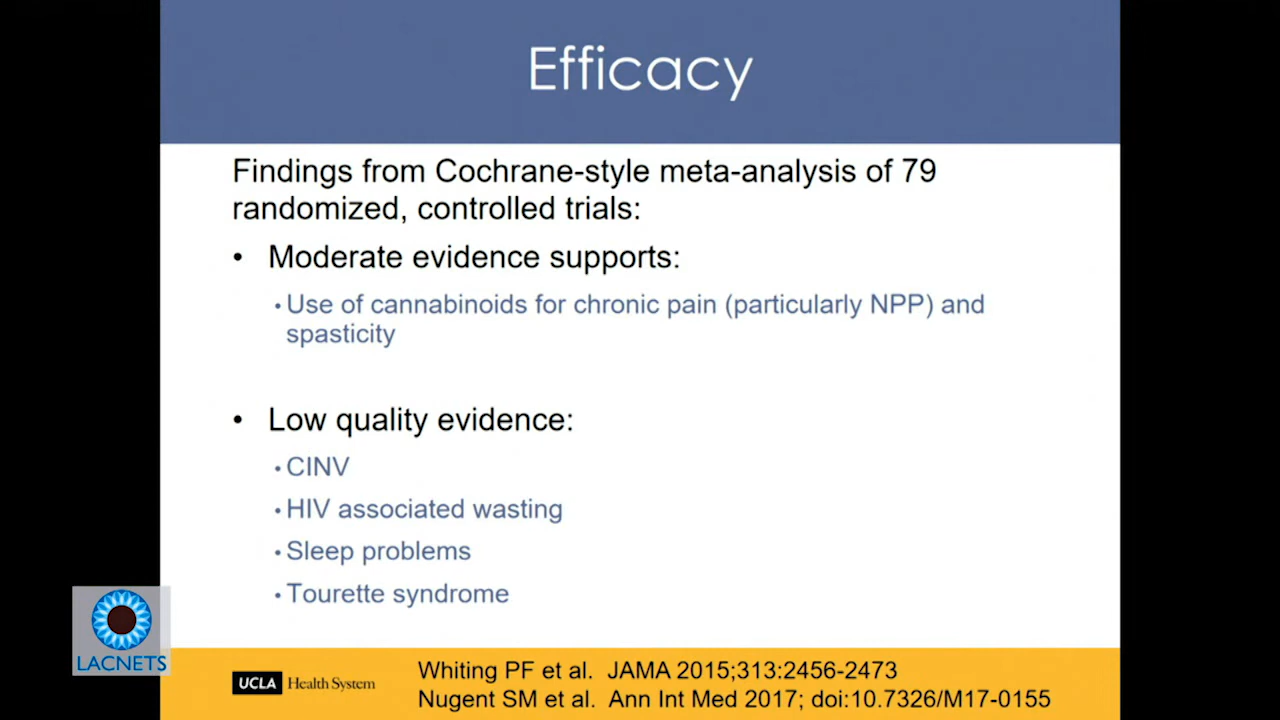 Efficacy
Findings from Cochrane-style meta-analysis of 79
randomized, controlled trials:
• Moderate evidence supports:
• Use of cannabinoids for chronic pain (particularly NPP) and
spasticity
• Low quality evidence:
• CINV
• HIV associated wasting
• Sleep problems
• Tourette syndrome
LACNETS
UCLA Health System
Whiting PF et al. JAMA 2015;313:2456-2473
Nugent SM et al. Ann Int Med 2017; doi:10.7326/M17-0155